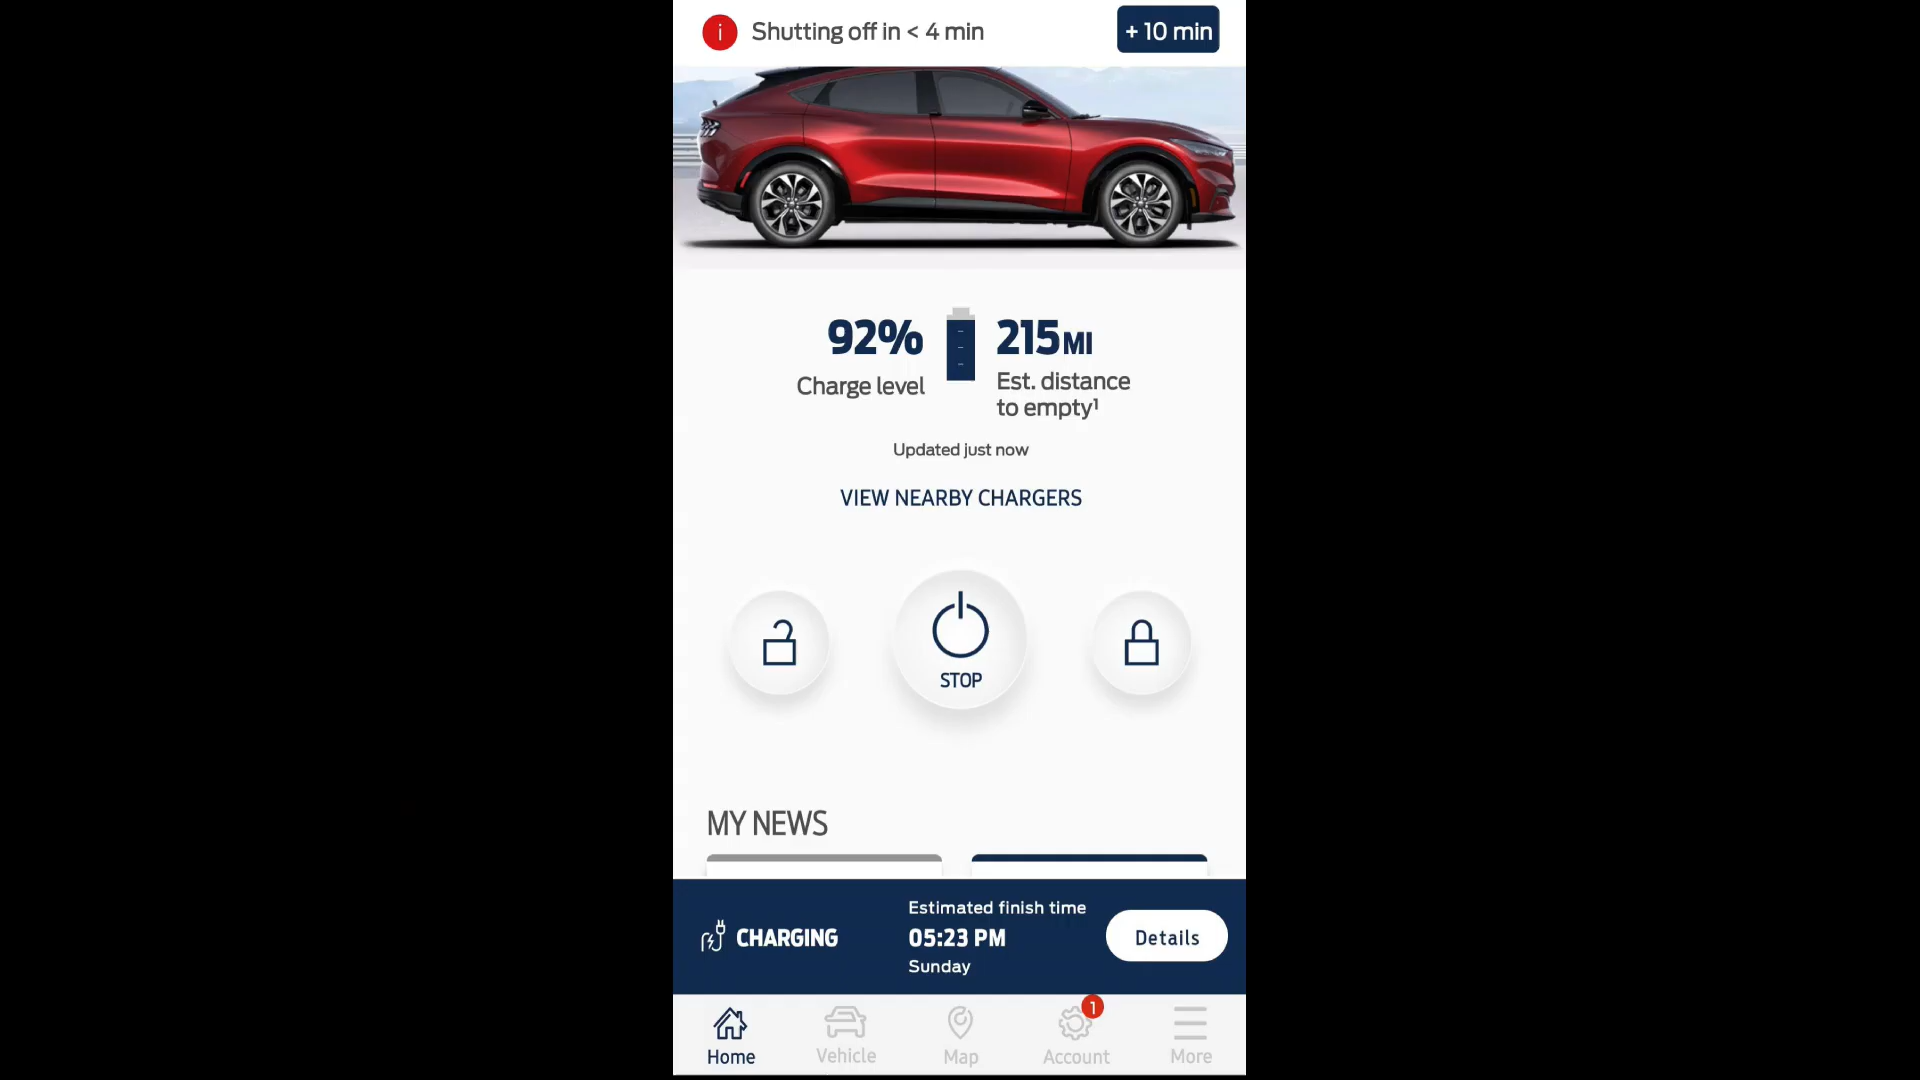 Shutting off in < 4 min
+ 10 min
92%
Charge level
215MI
Est. distance
to empty¹
Updated just now
VIEW NEARBY CHARGERS
STOP
MY NEWS
CHARGING
Estimated finish time
05:23 PM
Sunday
Details
1
Home
Vehicle
Map
Account
More